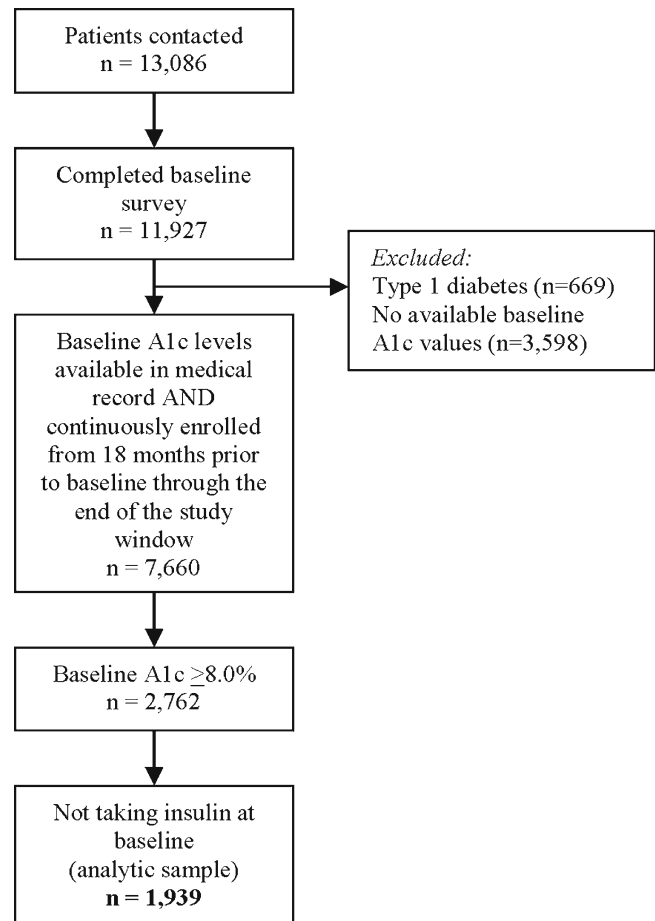 Patients contacted
n = 13,086
Completed baseline
survey
n = 11,927
Excluded:
Type 1 diabetes (n=669)
No available baseline
A1c values (n=3,598)
Baseline A1c levels
available in medical
record AND
continuously enrolled
from 18 months prior
to baseline through the
end of the study
window
n = 7,660
Baseline A1c ≥8.0%
n = 2,762
Not taking insulin at
baseline
(analytic sample)
n = 1,939